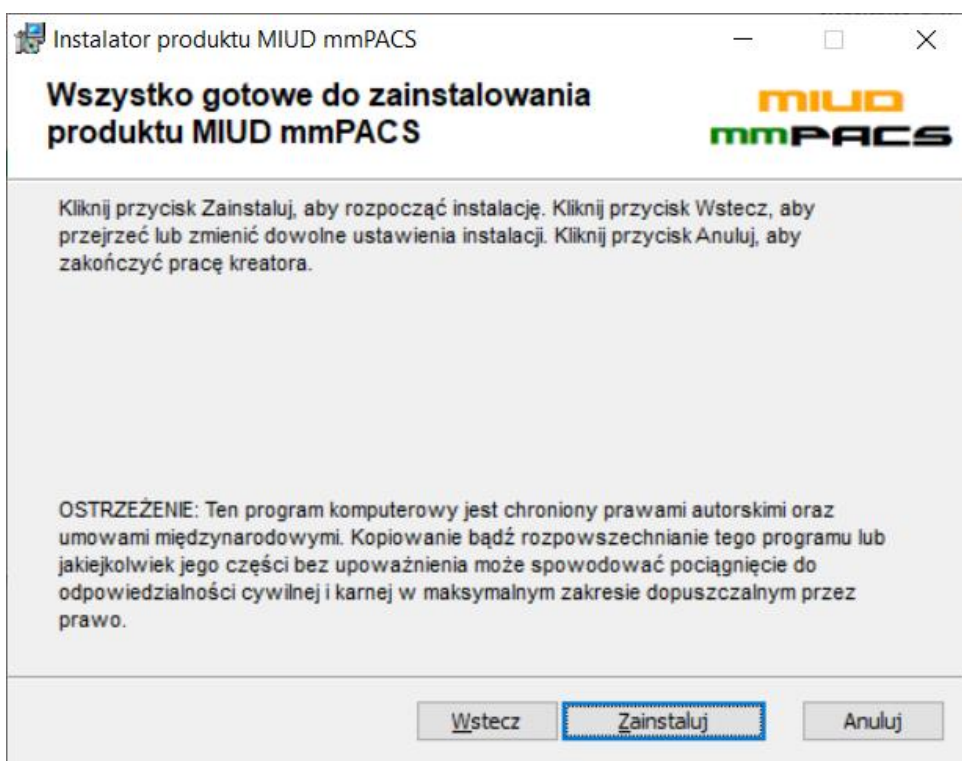 Instalator produktu MIUD mmPACS
Wszystko gotowe do zainstalowania
produktu MIUD mmPACS
MIUD
mmPACS
Kliknij przycisk Zainstaluj, aby rozpocząć instalację. Kliknij przycisk Wstecz, aby
przejrzeć lub zmienić dowolne ustawienia instalacji. Kliknij przycisk Anuluj, aby
zakończyć pracę kreatora.
OSTRZEŻENIE: Ten program komputerowy jest chroniony prawami autorskimi oraz
umowami międzynarodowymi. Kopiowanie bądź rozpowszechnianie tego programu lub
jakiejkolwiek jego części bez upoważnienia może spowodować pociągnięcie do
odpowiedzialności cywilnej i karnej w maksymalnym zakresie dopuszczalnym przez
prawo.
Wstecz
Zainstaluj
Anuluj